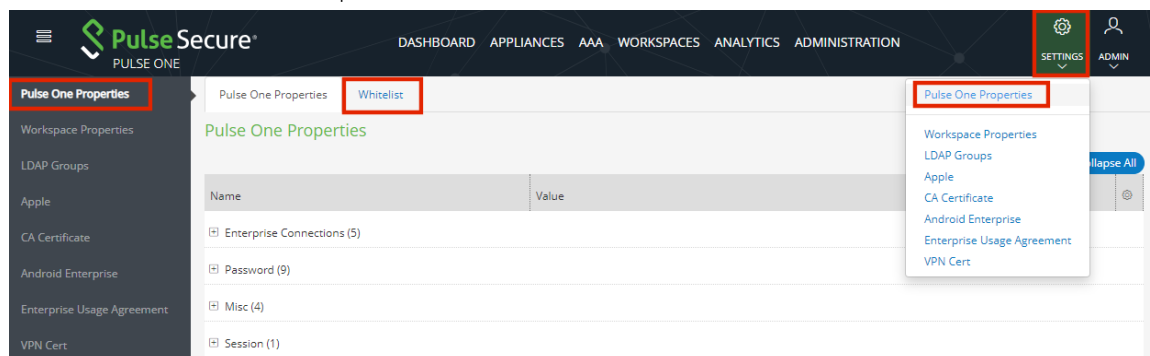 Pulse Secure®
PULSE ONE
DASHBOARD APPLIANCES AAA WORKSPACES ANALYTICS ADMINISTRATION
SETTINGS
ADMIN
Pulse One Properties
Workspace Properties
LDAP Groups
Apple
CA Certificate
Android Enterprise
Enterprise Usage Agreement
VPN Cert
Pulse One Properties Whitelist
Pulse One Properties
llapse All
Name Value
Enterprise Connections (5)
Password (9)
Misc (4)
Session (1)
Pulse One Properties
Workspace Properties
LDAP Groups
Apple
CA Certificate
Android Enterprise
Enterprise Usage Agreement
VPN Cert